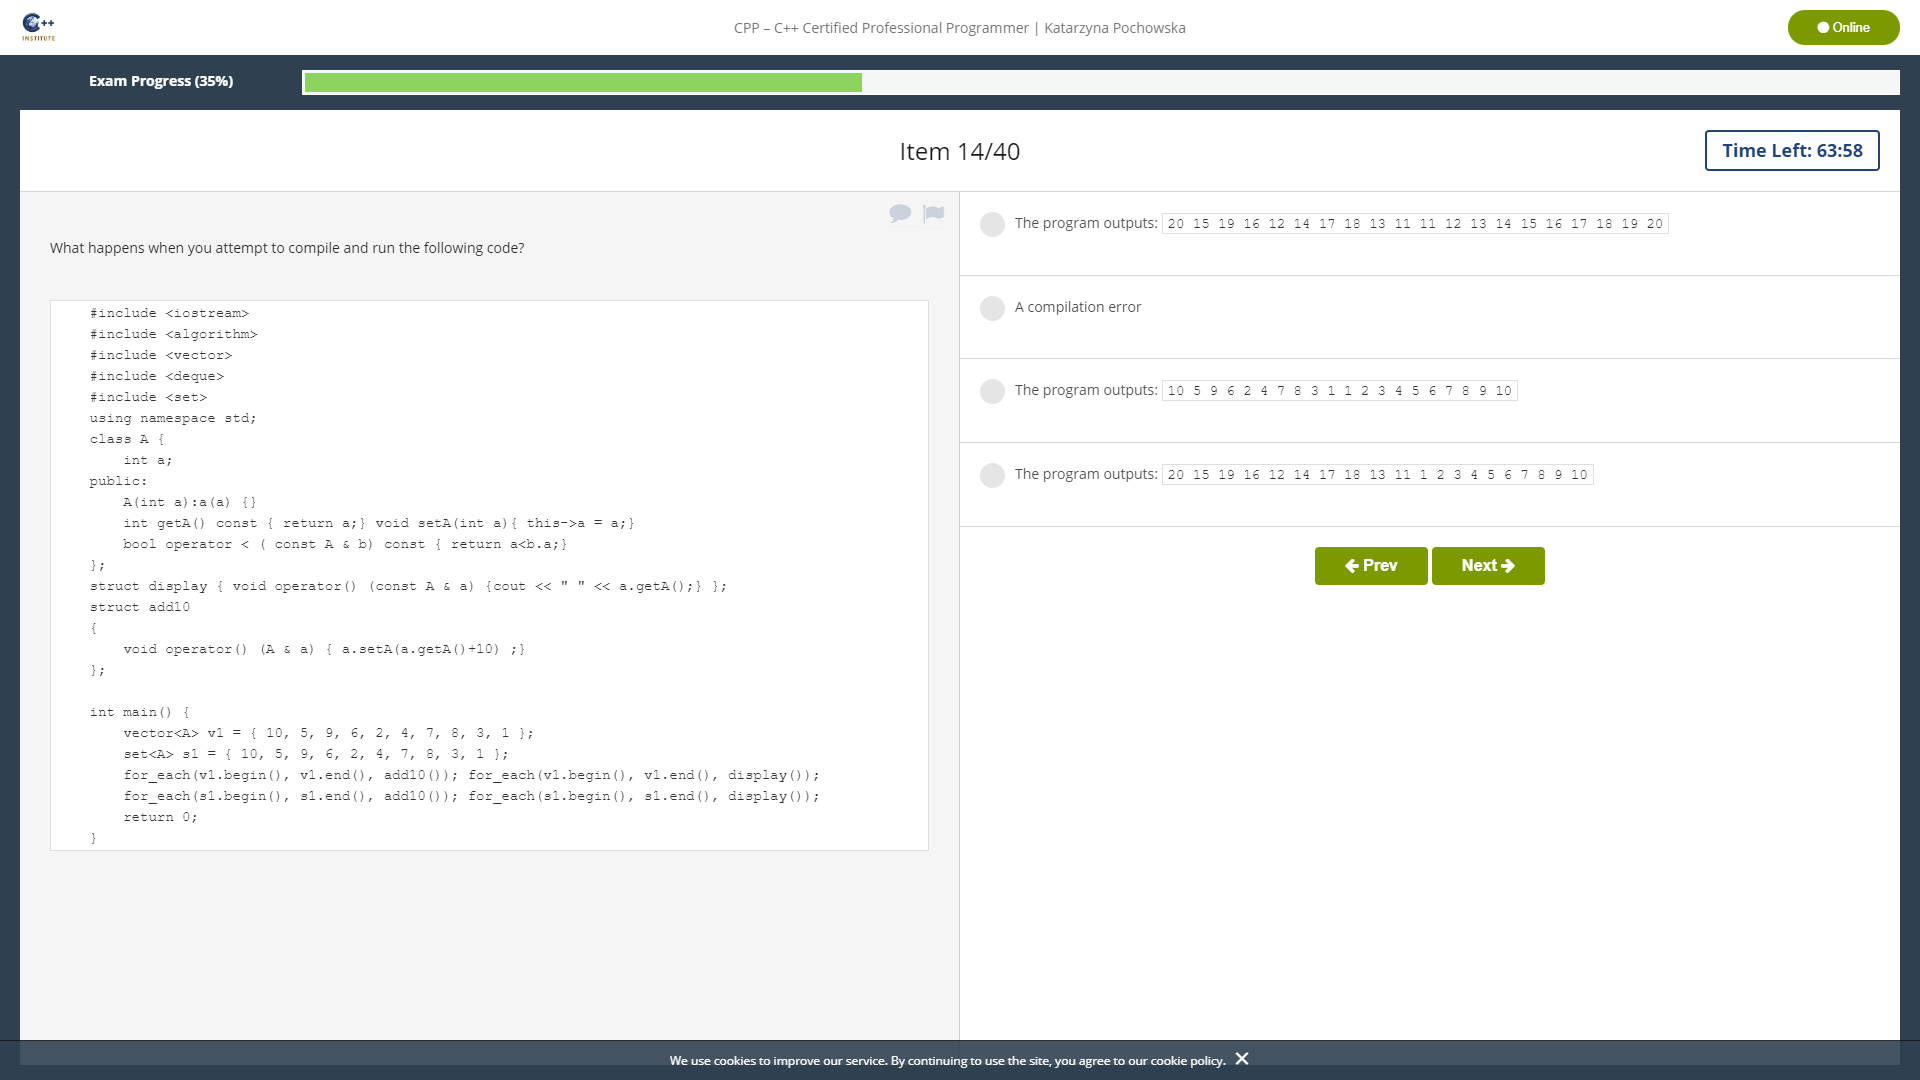 C++
INSTITUTE
CPP – C++ Certified Professional Programmer | Katarzyna Pochowska
Online
Exam Progress (35%)
Item 14/40
Time Left: 63:58
What happens when you attempt to compile and run the following code?
#include <iostream>
#include <algorithm>
#include <vector>
#include <deque>
#include <set>
using namespace std;
class A {
    int a;
public:
    A(int a):a(a) {}
    int getA() const { return a;} void setA(int a){ this->a = a;}
    bool operator < ( const A & b) const { return a<b.a;}
};
struct display { void operator() (const A & a) {cout << " " << a.getA();} };
struct add10
{
    void operator() (A & a) { a.setA(a.getA()+10) ;}
};
int main() {
    vector<A> v1 = { 10, 5, 9, 6, 2, 4, 7, 8, 3, 1 };
    set<A> s1 = { 10, 5, 9, 6, 2, 4, 7, 8, 3, 1 };
    for_each(v1.begin(), v1.end(), add10()); for_each(v1.begin(), v1.end(), display());
    for_each(s1.begin(), s1.end(), add10()); for_each(s1.begin(), s1.end(), display());
    return 0;
}
The program outputs: 20 15 19 16 12 14 17 18 13 11 11 12 13 14 15 16 17 18 19 20
A compilation error
The program outputs: 10 5 9 6 2 4 7 8 3 1 1 2 3 4 5 6 7 8 9 10
The program outputs: 20 15 19 16 12 14 17 18 13 11 1 2 3 4 5 6 7 8 9 10
Prev
Next
We use cookies to improve our service. By continuing to use the site, you agree to our cookie policy.